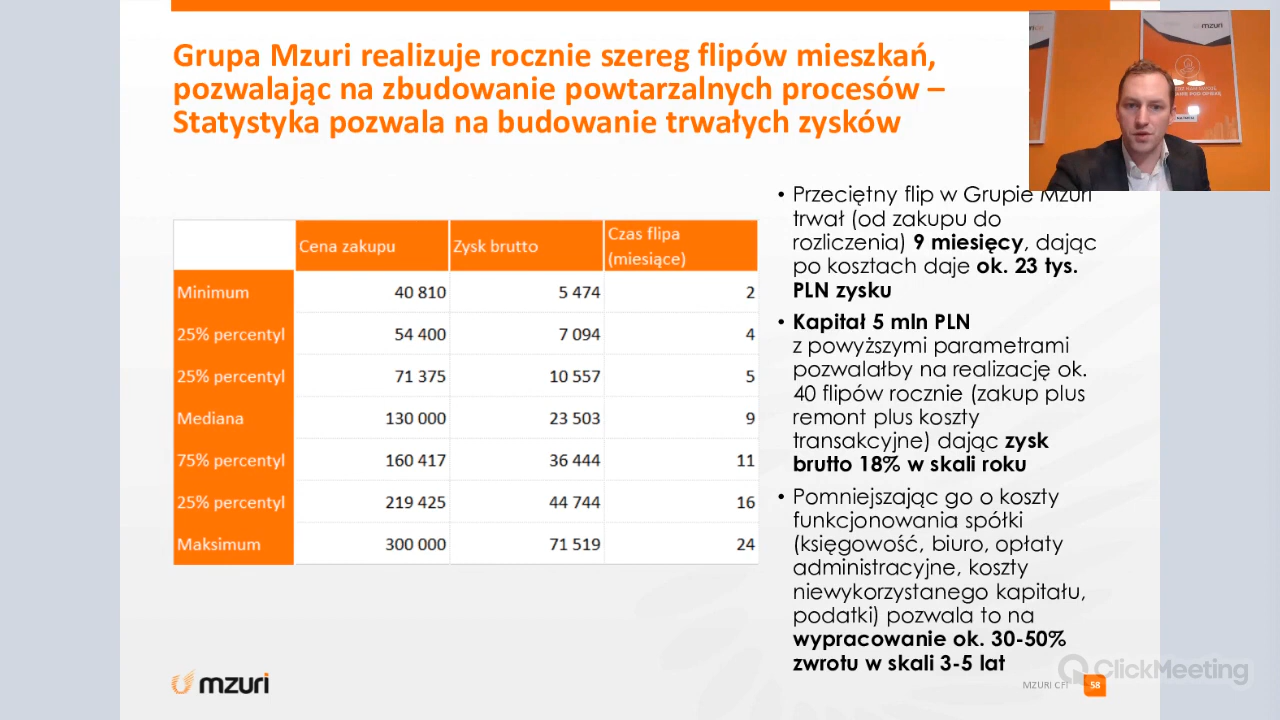 Grupa Mzuri realizuje rocznie szereg flipów mieszkań,
pozwalając na zbudowanie powtarzalnych procesów –
Statystyka pozwala na budowanie trwałych zysków
mzuri
Cena zakupu Zysk brutto Czas flipa (miesiące)
Minimum 40 810 5 474 2
25% percentyl 54 400 7 094 4
25% percentyl 71 375 10 557 5
Mediana 130 000 23 503 9
75% percentyl 160 417 36 444 11
25% percentyl 219 425 44 744 16
Maksimum 300 000 71 519 24
• Przeciętny flip w Grupie Mzuri
trwał (od zakupu do
rozliczenia) 9 miesięcy, dając
po kosztach daje ok. 23 tys.
PLN zysku
• Kapitał 5 mln PLN
z powyższymi parametrami
pozwalałby na realizację ok.
40 flipów rocznie (zakup plus
remont plus koszty
transakcyjne) dając zysk
brutto 18% w skali roku
• Pomniejszając go o koszty
funkcjonowania spółki
(księgowość, biuro, opłaty
administracyjne, koszty
niewykorzystanego kapitału,
podatki) pozwala to na
wypracowanie ok. 30-50%
zwrotu w skali 3-5 lat
mzuri
MZURI CFI 58
ClickMeeting